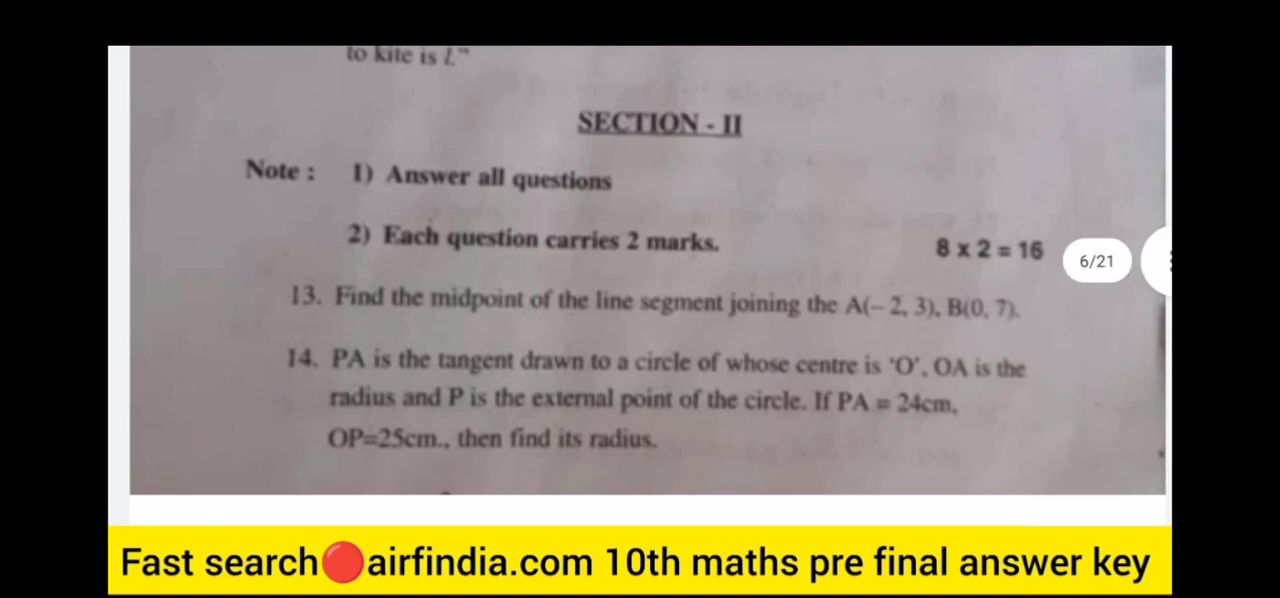 to kite is l."
SECTION - II
Note : 1) Answer all questions
2) Each question carries 2 marks.
8 x 2 = 16
6/21
13. Find the midpoint of the line segment joining the A(– 2, 3), B(0, 7).
14. PA is the tangent drawn to a circle of whose centre is 'O', OA is the
radius and P is the external point of the circle. If PA = 24cm,
OP=25cm., then find its radius.
Fast search🔴airfindia.com 10th maths pre final answer key